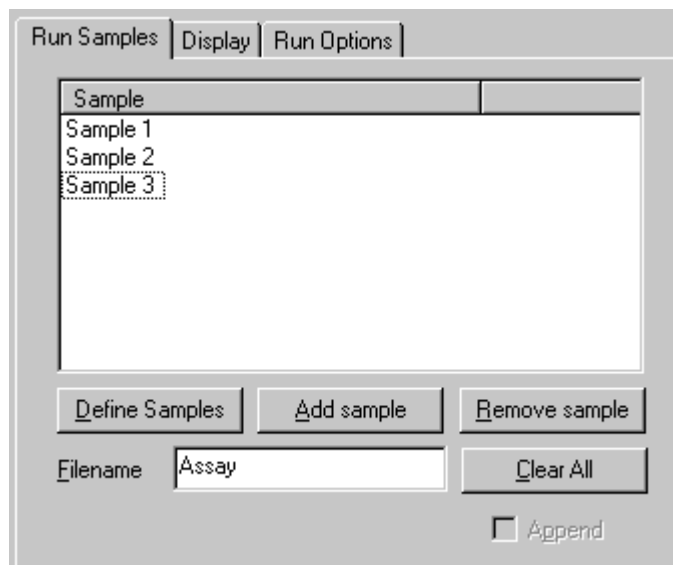 Run Samples Display Run Options
Sample
Sample 1
Sample 2
Sample 3
Define Samples Add sample Remove sample
Filename Assay Clear All
Append